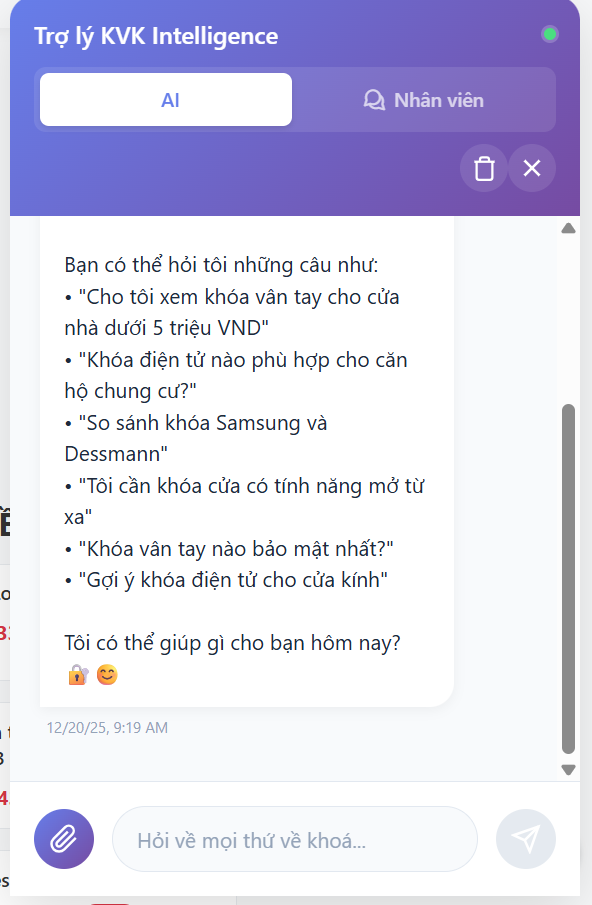 Trợ lý KVK Intelligence
AI
Nhân viên
Bạn có thể hỏi tôi những câu như:
• "Cho tôi xem khóa vân tay cho cửa
nhà dưới 5 triệu VND"
• "Khóa điện tử nào phù hợp cho căn
hộ chung cư?"
• "So sánh khóa Samsung và
Dessmann"
• "Tôi cần khóa cửa có tính năng mở từ
xa"
• "Khóa vân tay nào bảo mật nhất?"
• "Gợi ý khóa điện tử cho cửa kính"
Tôi có thể giúp gì cho bạn hôm nay?
🔐 😊
12/20/25, 9:19 AM
Hỏi về mọi thứ về khoá...